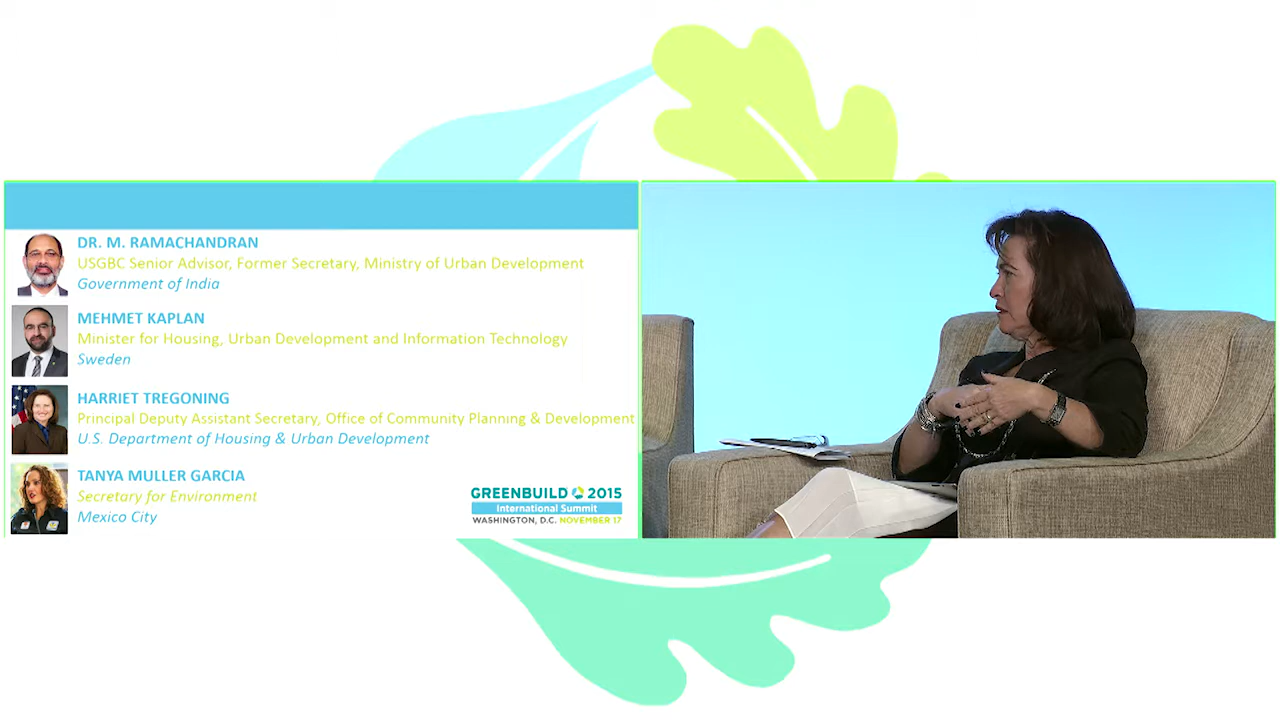 DR. M. RAMACHANDRAN
USGBC Senior Advisor, Former Secretary, Ministry of Urban Development
Government of India
MEHMET KAPLAN
Minister for Housing, Urban Development and Information Technology
Sweden
HARRIET TREGONING
Principal Deputy Assistant Secretary, Office of Community Planning & Development
U.S. Department of Housing & Urban Development
TANYA MULLER GARCIA
Secretary for Environment
Mexico City
GREENBUILD 2015
International Summit
WASHINGTON, D.C. NOVEMBER 17